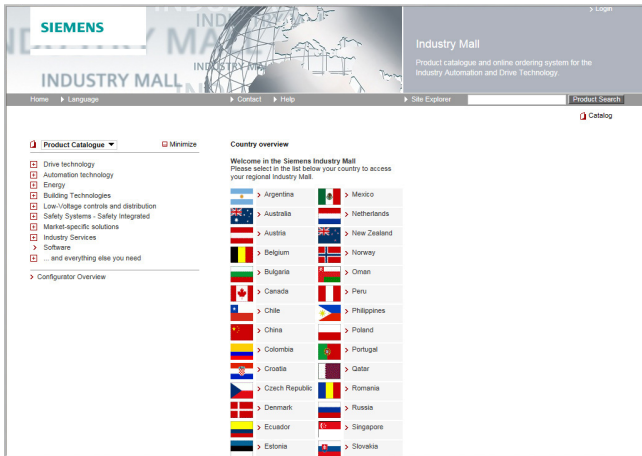 > Login
SIEMENS
INDUSTRY MALL
Industry Mall
Product catalogue and online ordering system for the
Industry Automation and Drive Technology.
Home > Language > Contact > Help > Site Explorer Product Search
Catalog
Product Catalogue ▼ Minimize
Drive technology
Automation technology
Energy
Building Technologies
Low-Voltage controls and distribution
Safety Systems - Safety Integrated
Market-specific solutions
Industry Services
> Software
... and everything else you need
> Configurator Overview
Country overview
Welcome in the Siemens Industry Mall
Please select in the list below your country to access
your regional Industry Mall.
> Argentina > Mexico
> Australia > Netherlands
> Austria > New Zealand
> Belgium > Norway
> Bulgaria > Oman
> Canada > Peru
> Chile > Philippines
> China > Poland
> Colombia > Portugal
> Croatia > Qatar
> Czech Republic > Romania
> Denmark > Russia
> Ecuador > Singapore
> Estonia > Slovakia